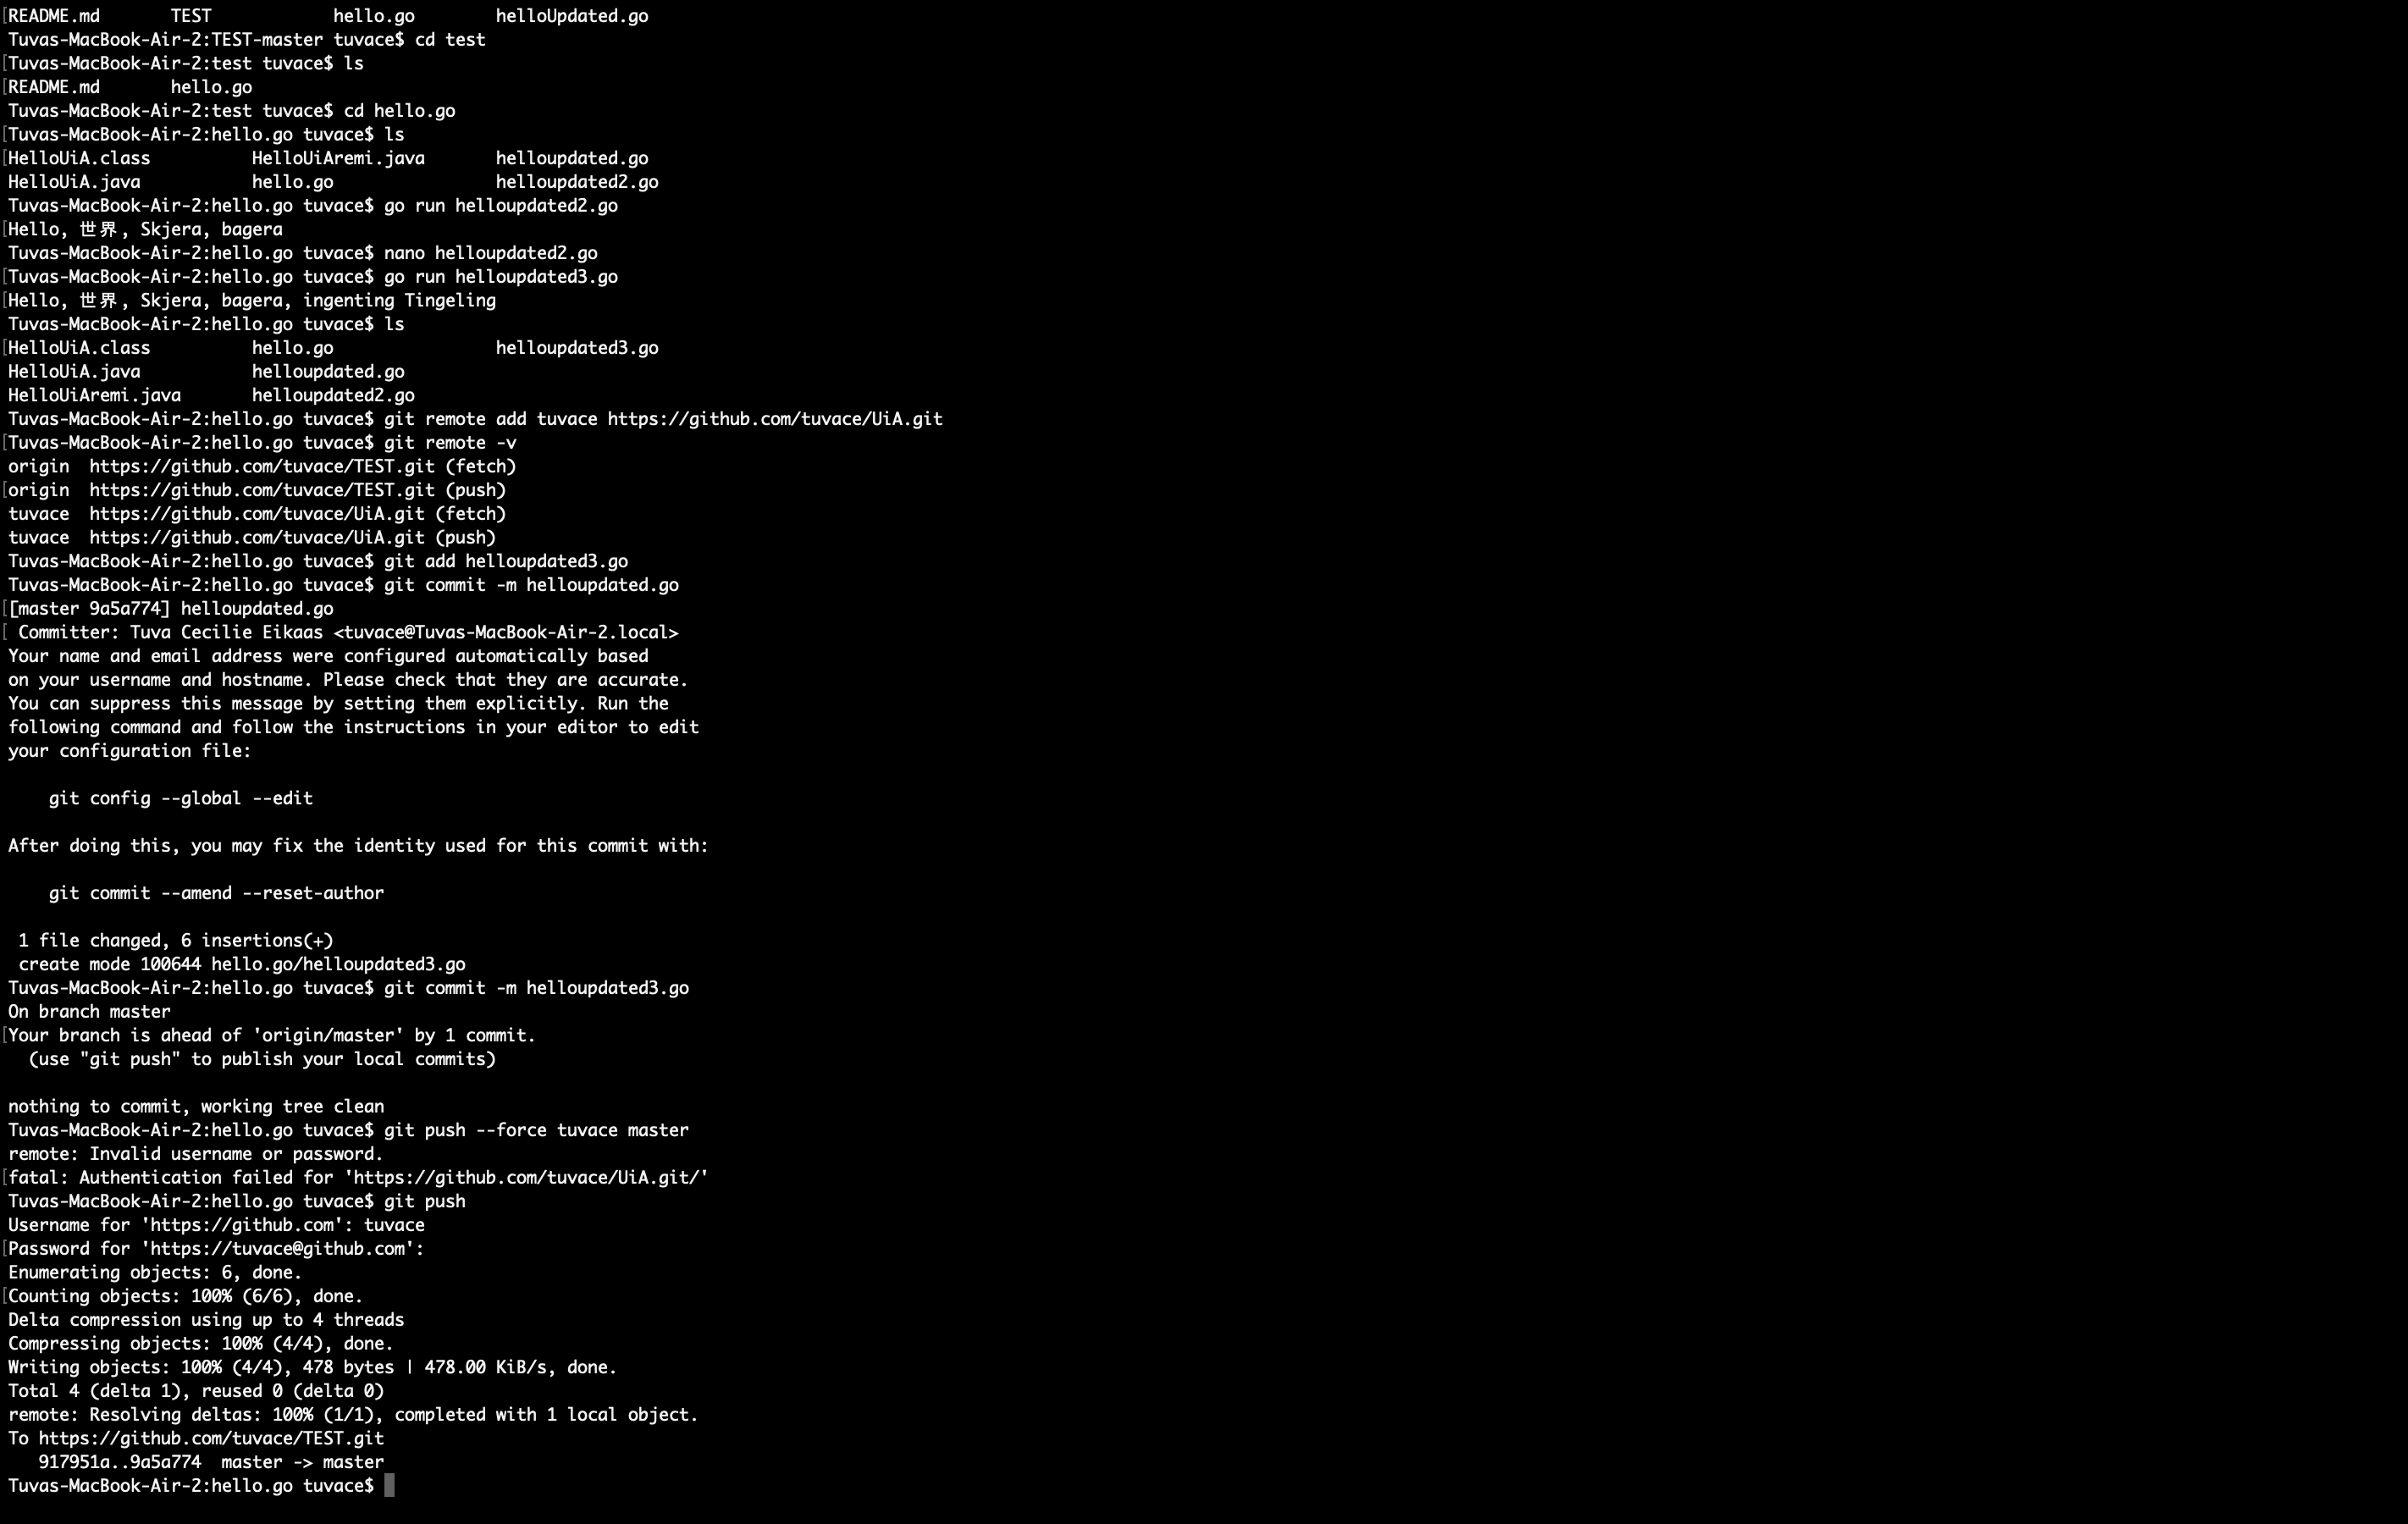 [README.md       TEST            hello.go        helloUpdated.go
Tuvas-MacBook-Air-2:TEST-master tuvace$ cd test
[Tuvas-MacBook-Air-2:test tuvace$ ls
[README.md       hello.go
Tuvas-MacBook-Air-2:test tuvace$ cd hello.go
[Tuvas-MacBook-Air-2:hello.go tuvace$ ls
[HelloUiA.class          HelloUiAremi.java       helloupdated.go
HelloUiA.java           hello.go                helloupdated2.go
Tuvas-MacBook-Air-2:hello.go tuvace$ go run helloupdated2.go
[Hello, 世界, Skjera, bagera
Tuvas-MacBook-Air-2:hello.go tuvace$ nano helloupdated2.go
[Tuvas-MacBook-Air-2:hello.go tuvace$ go run helloupdated3.go
[Hello, 世界, Skjera, bagera, ingenting Tingeling
Tuvas-MacBook-Air-2:hello.go tuvace$ ls
[HelloUiA.class          hello.go                helloupdated3.go
HelloUiA.java           helloupdated.go
HelloUiAremi.java       helloupdated2.go
Tuvas-MacBook-Air-2:hello.go tuvace$ git remote add tuvace https://github.com/tuvace/UiA.git
[Tuvas-MacBook-Air-2:hello.go tuvace$ git remote -v
origin  https://github.com/tuvace/TEST.git (fetch)
[origin  https://github.com/tuvace/TEST.git (push)
tuvace  https://github.com/tuvace/UiA.git (fetch)
tuvace  https://github.com/tuvace/UiA.git (push)
Tuvas-MacBook-Air-2:hello.go tuvace$ git add helloupdated3.go
Tuvas-MacBook-Air-2:hello.go tuvace$ git commit -m helloupdated.go
[[master 9a5a774] helloupdated.go
[ Committer: Tuva Cecilie Eikaas <tuvace@Tuvas-MacBook-Air-2.local>
Your name and email address were configured automatically based
on your username and hostname. Please check that they are accurate.
You can suppress this message by setting them explicitly. Run the
following command and follow the instructions in your editor to edit
your configuration file:
    git config --global --edit
After doing this, you may fix the identity used for this commit with:
    git commit --amend --reset-author
 1 file changed, 6 insertions(+)
 create mode 100644 hello.go/helloupdated3.go
Tuvas-MacBook-Air-2:hello.go tuvace$ git commit -m helloupdated3.go
On branch master
[Your branch is ahead of 'origin/master' by 1 commit.
  (use "git push" to publish your local commits)
nothing to commit, working tree clean
Tuvas-MacBook-Air-2:hello.go tuvace$ git push --force tuvace master
remote: Invalid username or password.
[fatal: Authentication failed for 'https://github.com/tuvace/UiA.git/'
Tuvas-MacBook-Air-2:hello.go tuvace$ git push
Username for 'https://github.com': tuvace
[Password for 'https://tuvace@github.com':
Enumerating objects: 6, done.
[Counting objects: 100% (6/6), done.
Delta compression using up to 4 threads
Compressing objects: 100% (4/4), done.
Writing objects: 100% (4/4), 478 bytes | 478.00 KiB/s, done.
Total 4 (delta 1), reused 0 (delta 0)
remote: Resolving deltas: 100% (1/1), completed with 1 local object.
To https://github.com/tuvace/TEST.git
   917951a..9a5a774  master -> master
Tuvas-MacBook-Air-2:hello.go tuvace$